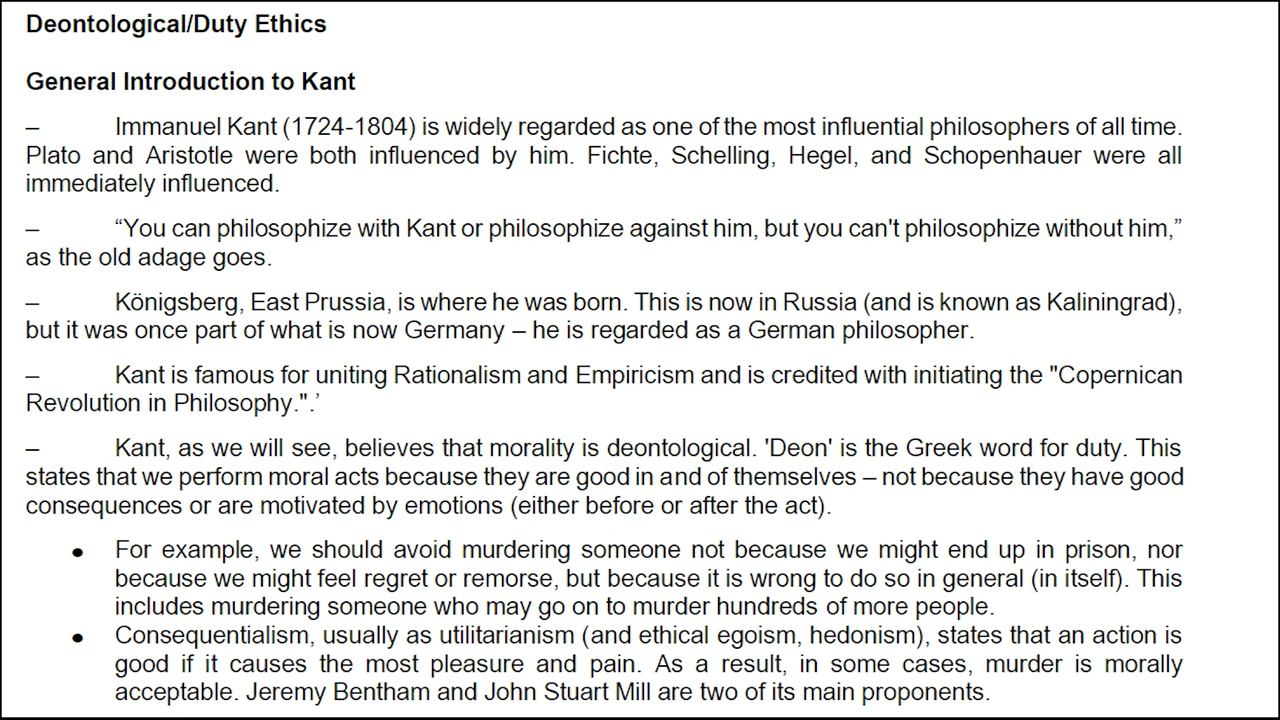 Deontological/Duty Ethics
General Introduction to Kant
– Immanuel Kant (1724-1804) is widely regarded as one of the most influential philosophers of all time.
Plato and Aristotle were both influenced by him. Fichte, Schelling, Hegel, and Schopenhauer were all
immediately influenced.
– “You can philosophize with Kant or philosophize against him, but you can't philosophize without him,”
as the old adage goes.
– Königsberg, East Prussia, is where he was born. This is now in Russia (and is known as Kaliningrad),
but it was once part of what is now Germany – he is regarded as a German philosopher.
– Kant is famous for uniting Rationalism and Empiricism and is credited with initiating the "Copernican
Revolution in Philosophy.".’
– Kant, as we will see, believes that morality is deontological. 'Deon' is the Greek word for duty. This
states that we perform moral acts because they are good in and of themselves – not because they have good
consequences or are motivated by emotions (either before or after the act).
● For example, we should avoid murdering someone not because we might end up in prison, nor
because we might feel regret or remorse, but because it is wrong to do so in general (in itself). This
includes murdering someone who may go on to murder hundreds of more people.
● Consequentialism, usually as utilitarianism (and ethical egoism, hedonism), states that an action is
good if it causes the most pleasure and pain. As a result, in some cases, murder is morally
acceptable. Jeremy Bentham and John Stuart Mill are two of its main proponents.